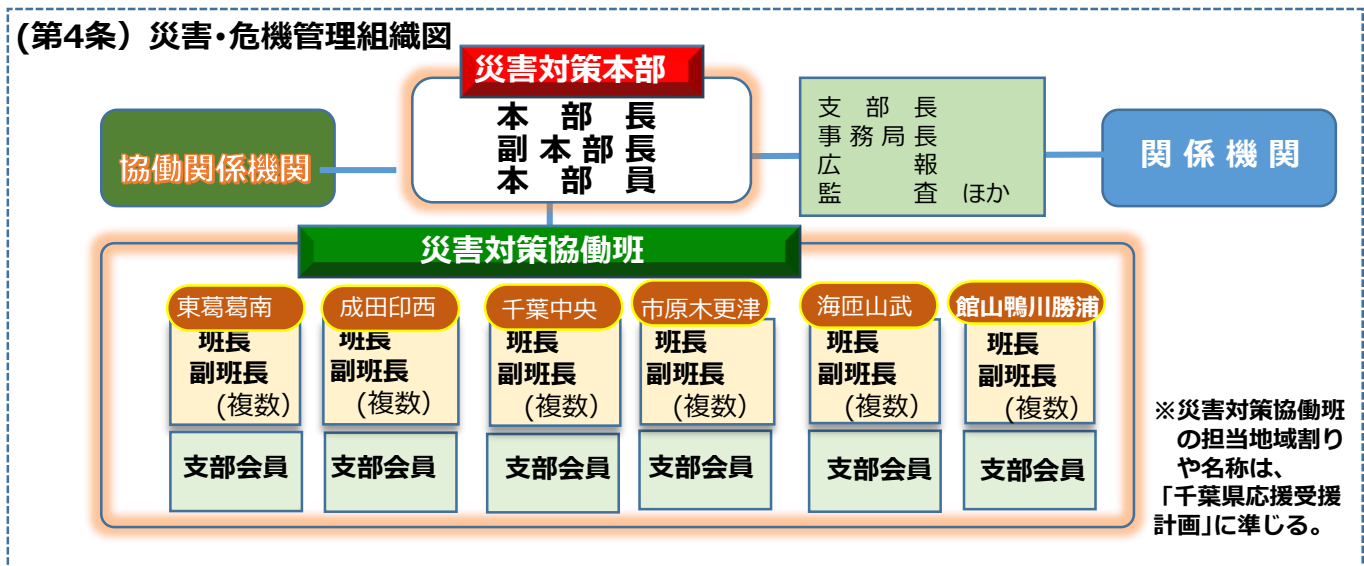 (第4条）災害・危機管理組織図
災害対策本部
本部長
副本部長
本部員
協働関係機関
支部長
事務局長
広報
監査 ほか
関係機関
災害対策協働班
東葛葛南
班長
副班長
(複数）
支部会員
成田印西
班長
副班長
(複数）
支部会員
千葉中央
班長
副班長
(複数）
支部会員
市原木更津
班長
副班長
(複数）
支部会員
海匝山武
班長
副班長
(複数）
支部会員
館山鴨川勝浦
班長
副班長
(複数）
支部会員
※災害対策協働班
の担当地域割り
や名称は、
「千葉県応援受援
計画」に準じる。